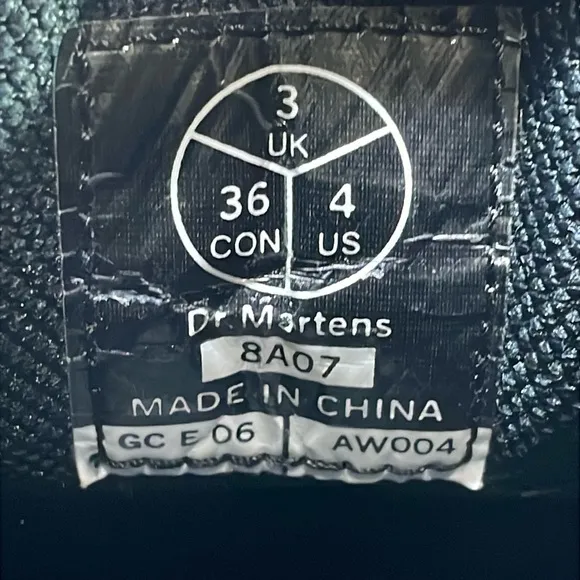 3
UK
36 4
CON US
Dr. Martens
8A07
MADE IN CHINA
GC E 06 AW004